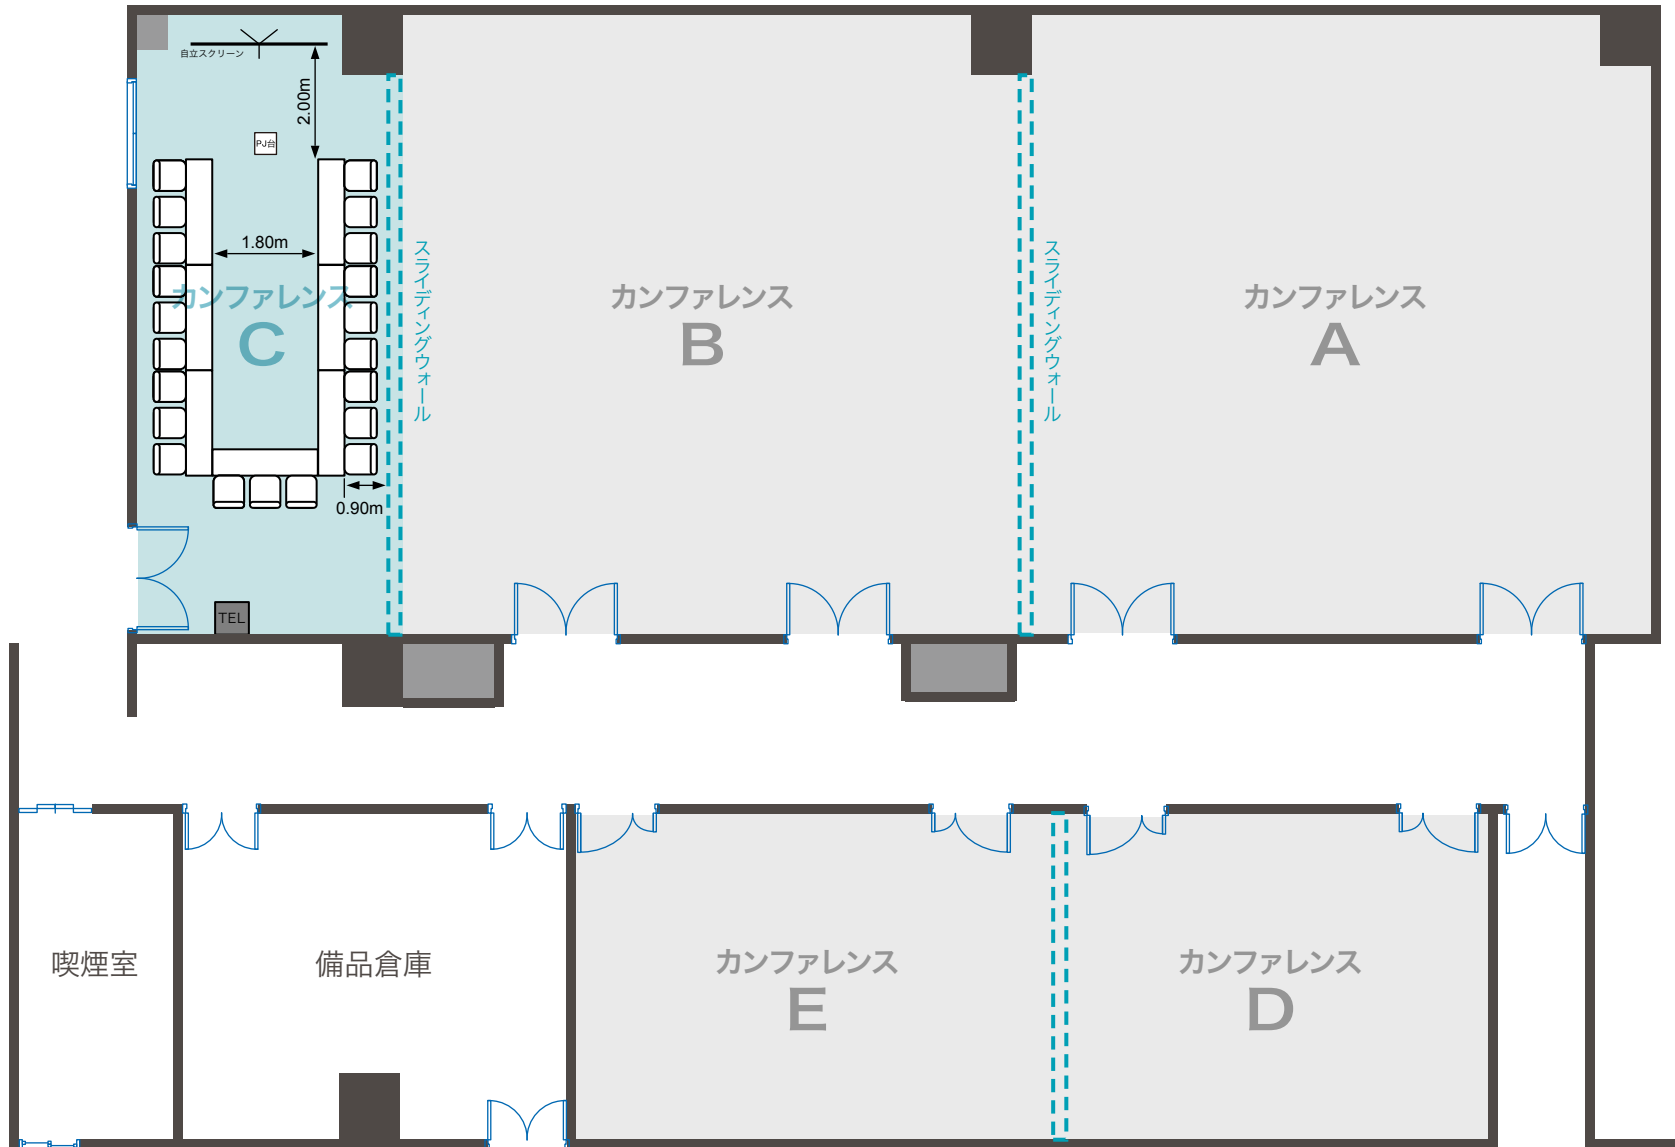 自立スクリーン
2.00m
PJ台
1.80m
カンファレンス
C
0.90m
TEL
スライディングウォール
カンファレンス
B
スライディングウォール
カンファレンス
A
喫煙室
備品倉庫
カンファレンス
E
カンファレンス
D